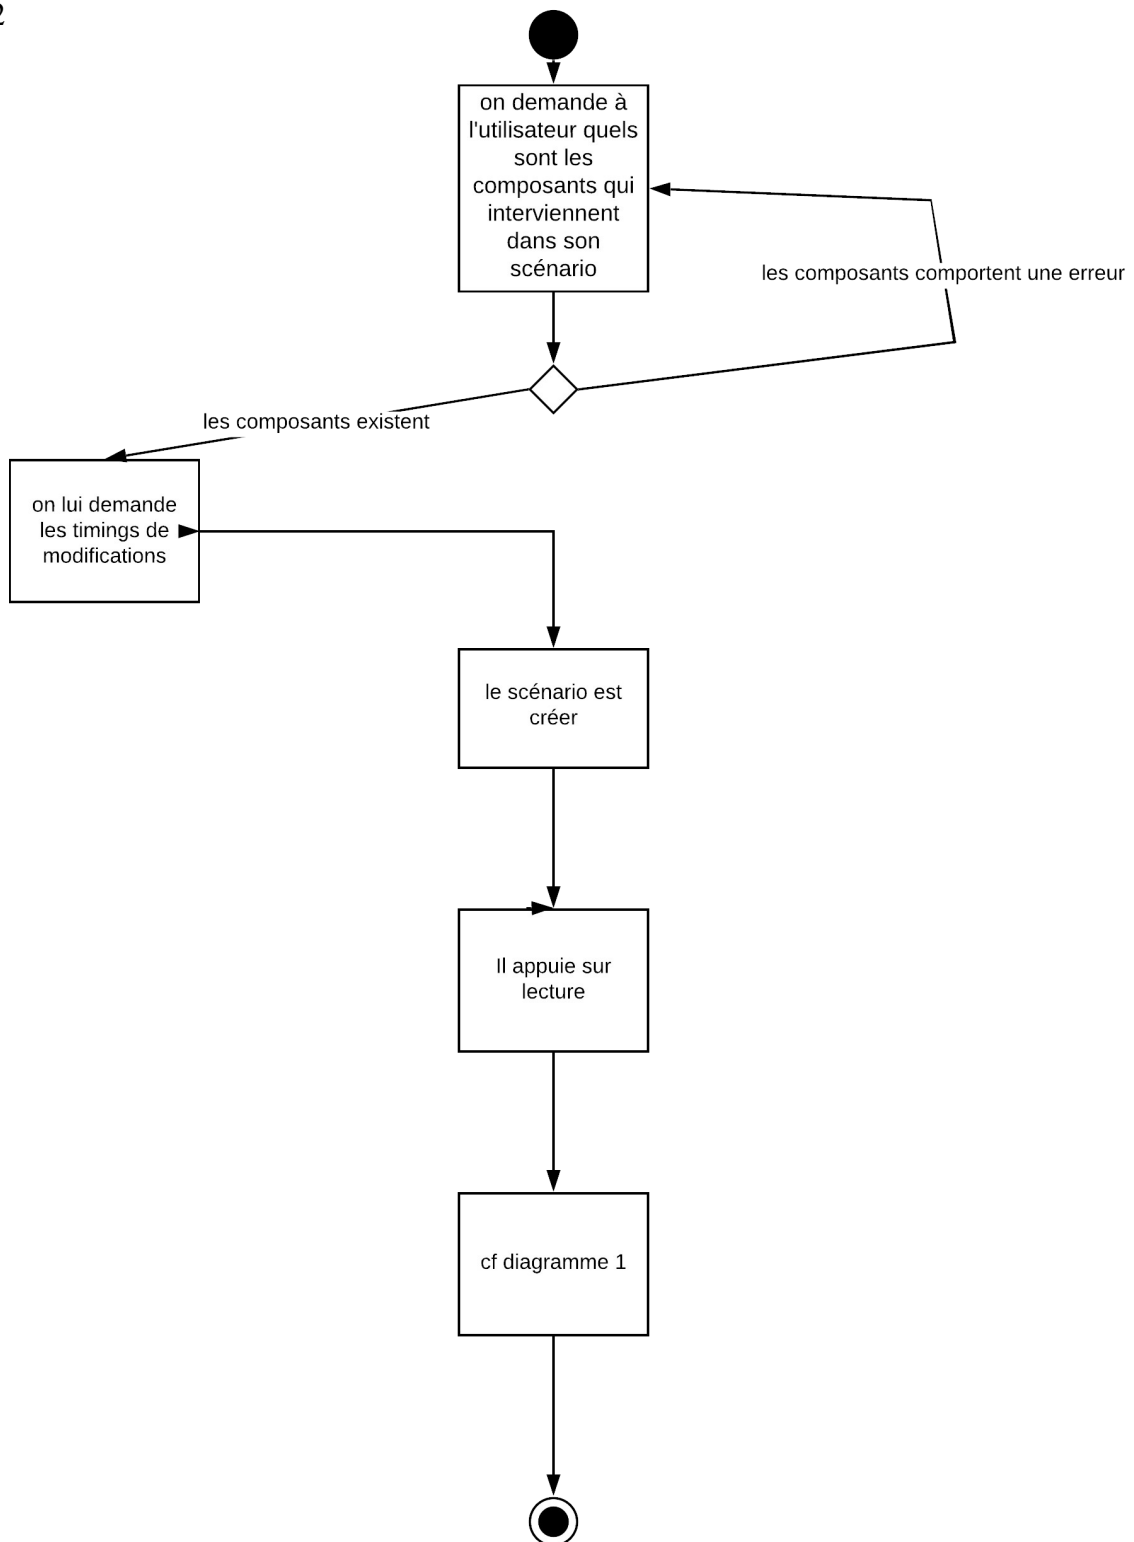 2
on demande à
l'utilisateur quels
sont les
composants qui
interviennent
dans son
scénario
les composants comportent une erreur
les composants existent
on lui demande
les timings de
modifications
le scénario est
créer
Il appuie sur
lecture
cf diagramme 1